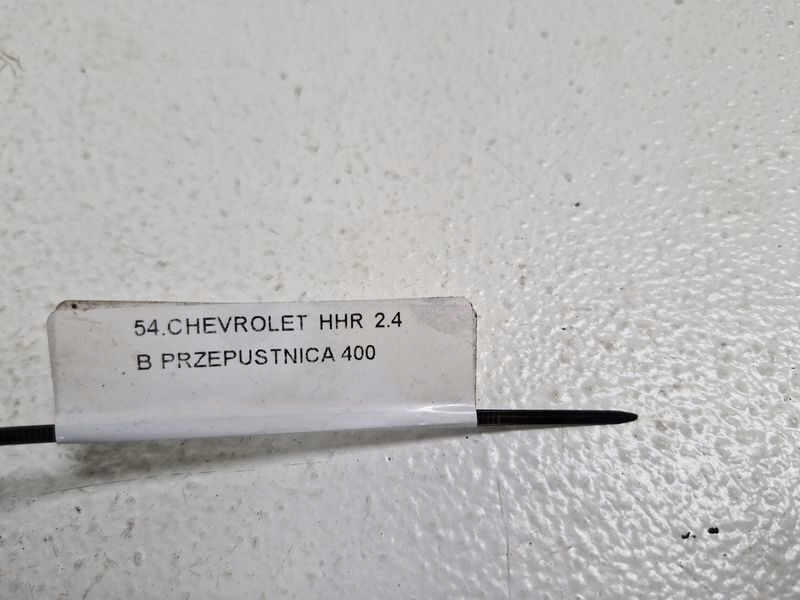 54.CHEVROLET HHR 2.4
B PRZEPUSTNICA 400